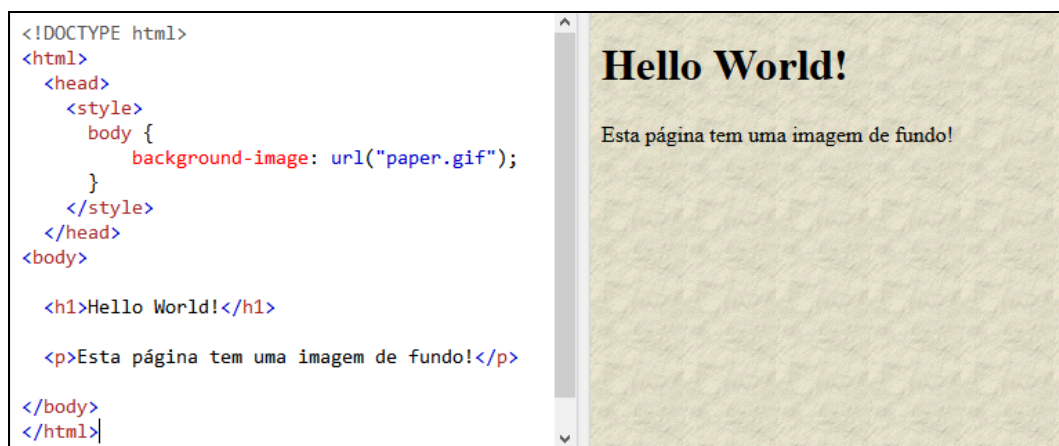 <!DOCTYPE html>
<html>
  <head>
    <style>
      body {
          background-image: url("paper.gif");
      }
    </style>
  </head>
<body>

  <h1>Hello World!</h1>

  <p>Esta página tem uma imagem de fundo!</p>

</body>
</html>
Hello World!
Esta página tem uma imagem de fundo!